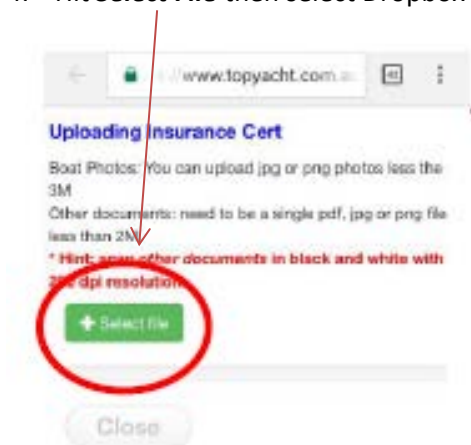 Hit Select File then select Dropbox
www.topyacht.com.a
Uploading Insurance Cert
Boat Photos: You can upload jpg or png photos less the
3M
Other documents: need to be a single pdf, jpg or png file
less than 2M
* Hint: scan other documents in black and white with
dpi resolution
+ Select file
Close